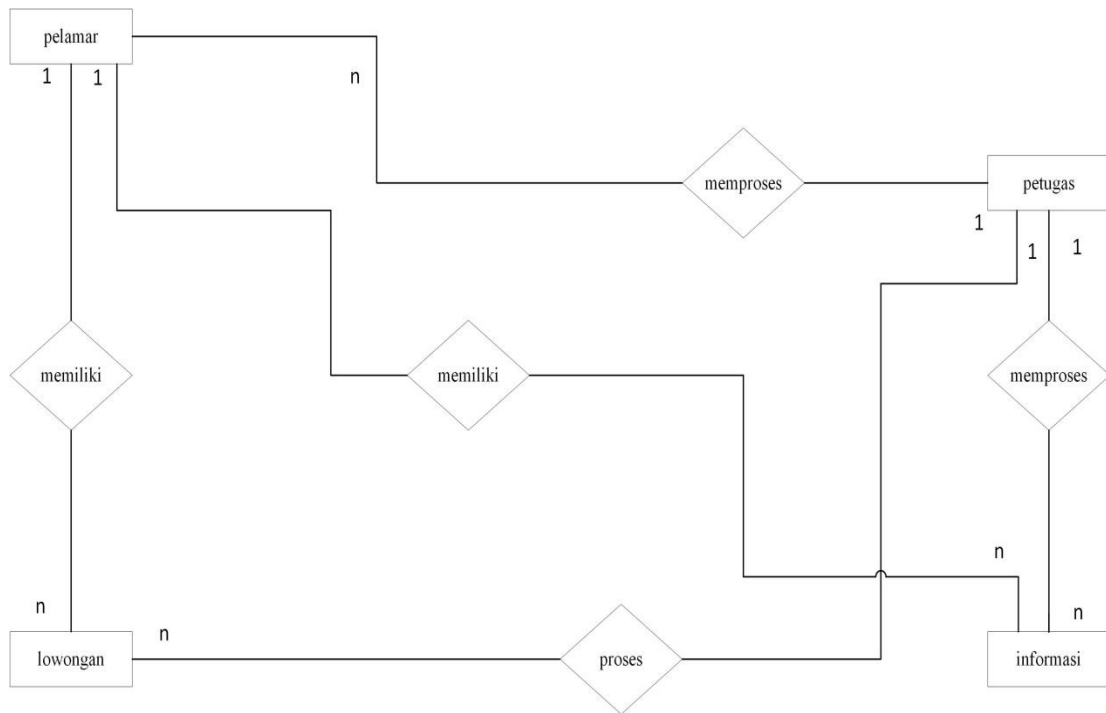 pelamar
1
1
n
memproses
petugas
1
1
1
memiliki
memiliki
memproses
n
n
n
n
lowongan
proses
informasi